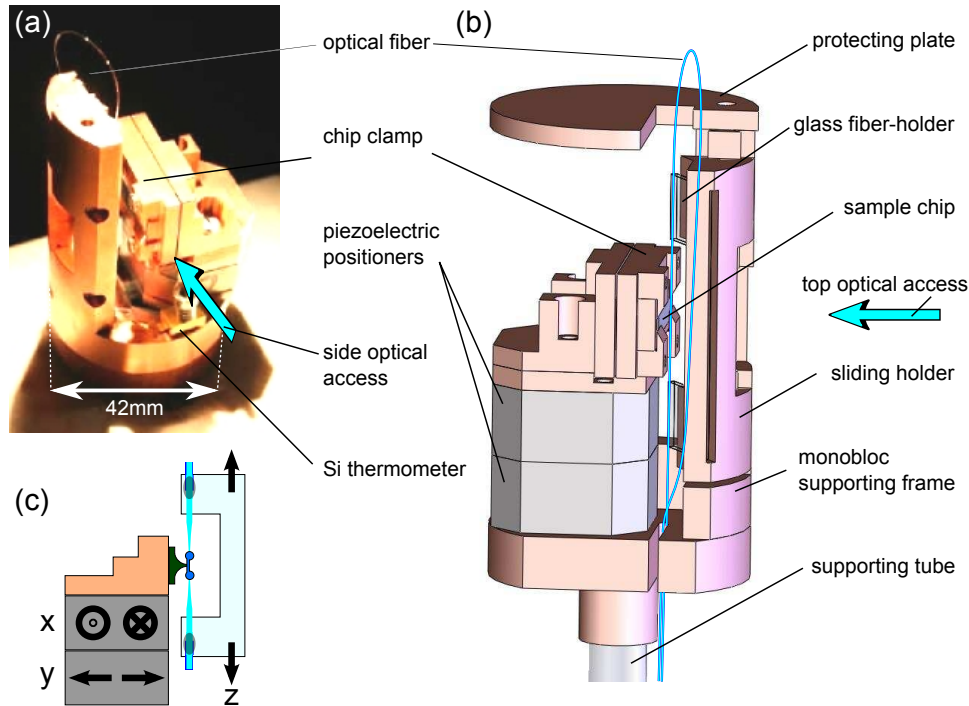 (a)
(b)
optical fiber
protecting plate
glass fiber-holder
chip clamp
sample chip
piezoelectric
positioners
top optical access
side optical
access
sliding holder
42mm
Si thermometer
monobloc
supporting frame
(c)
supporting tube
x
y
z